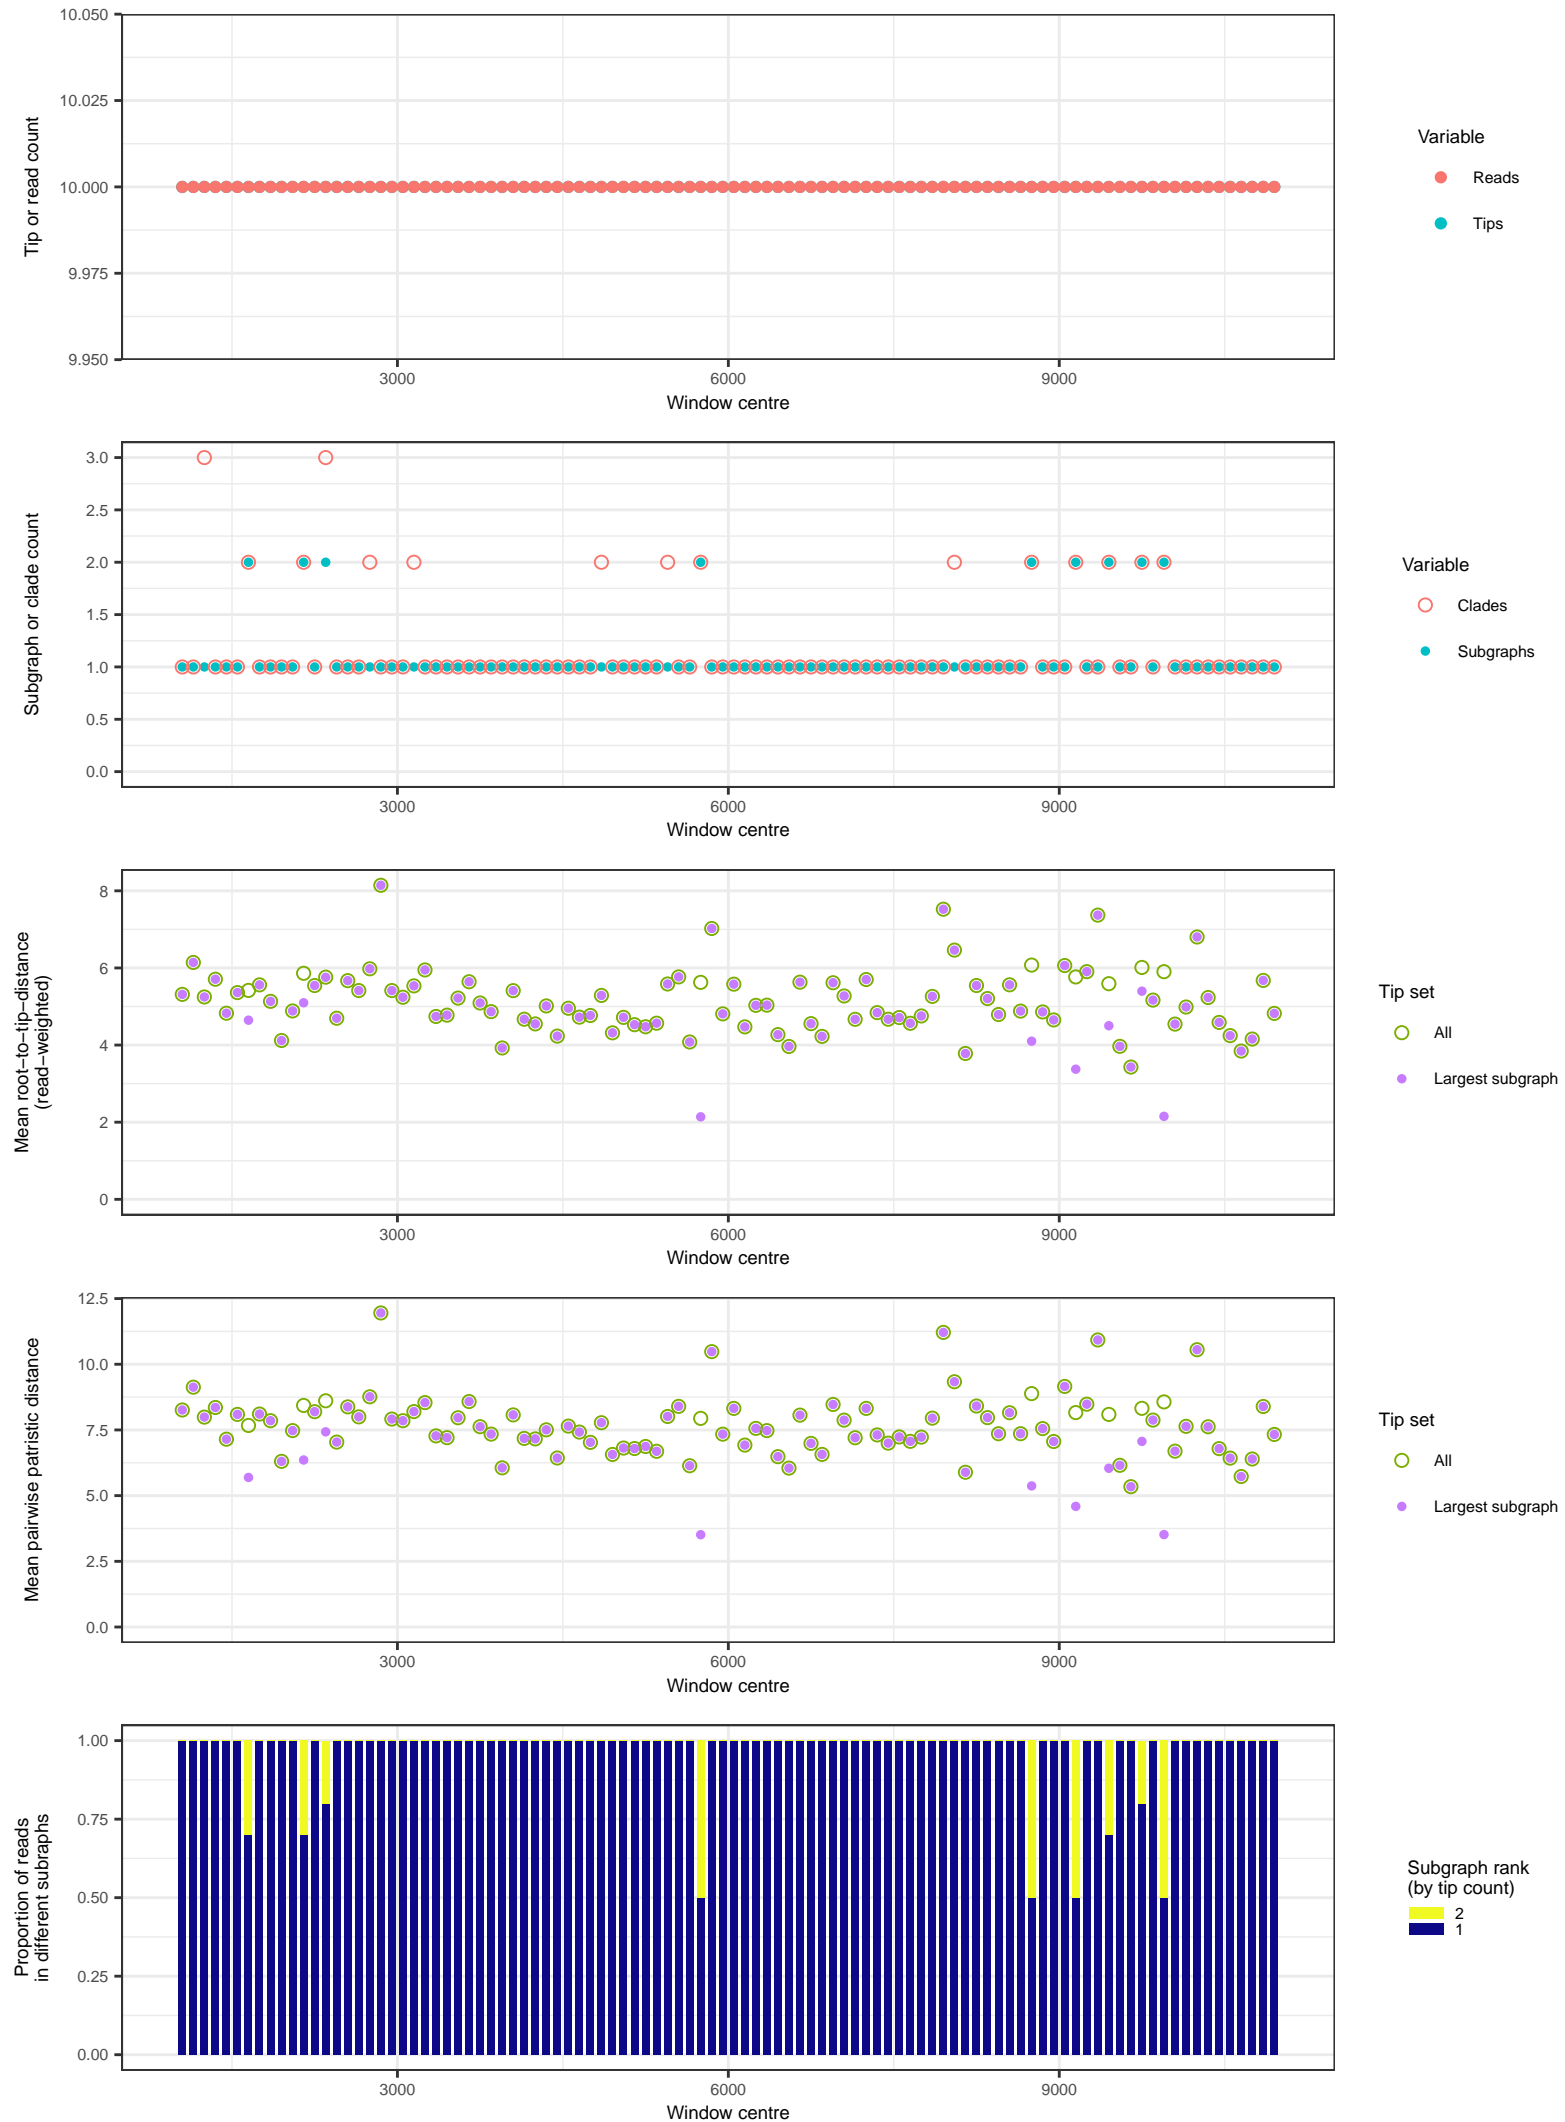 10.050
10.025
10.000
9.975
9.950
Tip or read count
3000 6000 9000
Window centre
Variable
Reads
Tips
3.0
2.5
2.0
1.5
1.0
0.5
0.0
Subgraph or clade count
3000 6000 9000
Window centre
Variable
Clades
Subgraphs
8
6
4
2
0
Mean root−to−tip−distance
(read−weighted)
3000 6000 9000
Window centre
Tip set
All
Largest subgraph
12.5
10.0
7.5
5.0
2.5
0.0
Mean pairwise patristic distance
3000 6000 9000
Window centre
Tip set
All
Largest subgraph
1.00
0.75
0.50
0.25
0.00
Proportion of reads
in different subraphs
3000 6000 9000
Window centre
Subgraph rank
(by tip count)
2
1